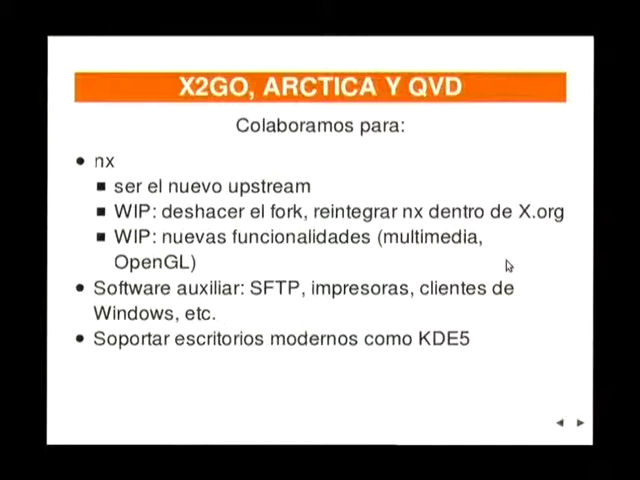 X2GO, ARCTICA Y QVD
Colaboramos para:
nx
ser el nuevo upstream
WIP: deshacer el fork, reintegrar nx dentro de X.org
WIP: nuevas funcionalidades (multimedia,
OpenGL)
Software auxiliar: SFTP, impresoras, clientes de
Windows, etc.
Soportar escritorios modernos como KDE5